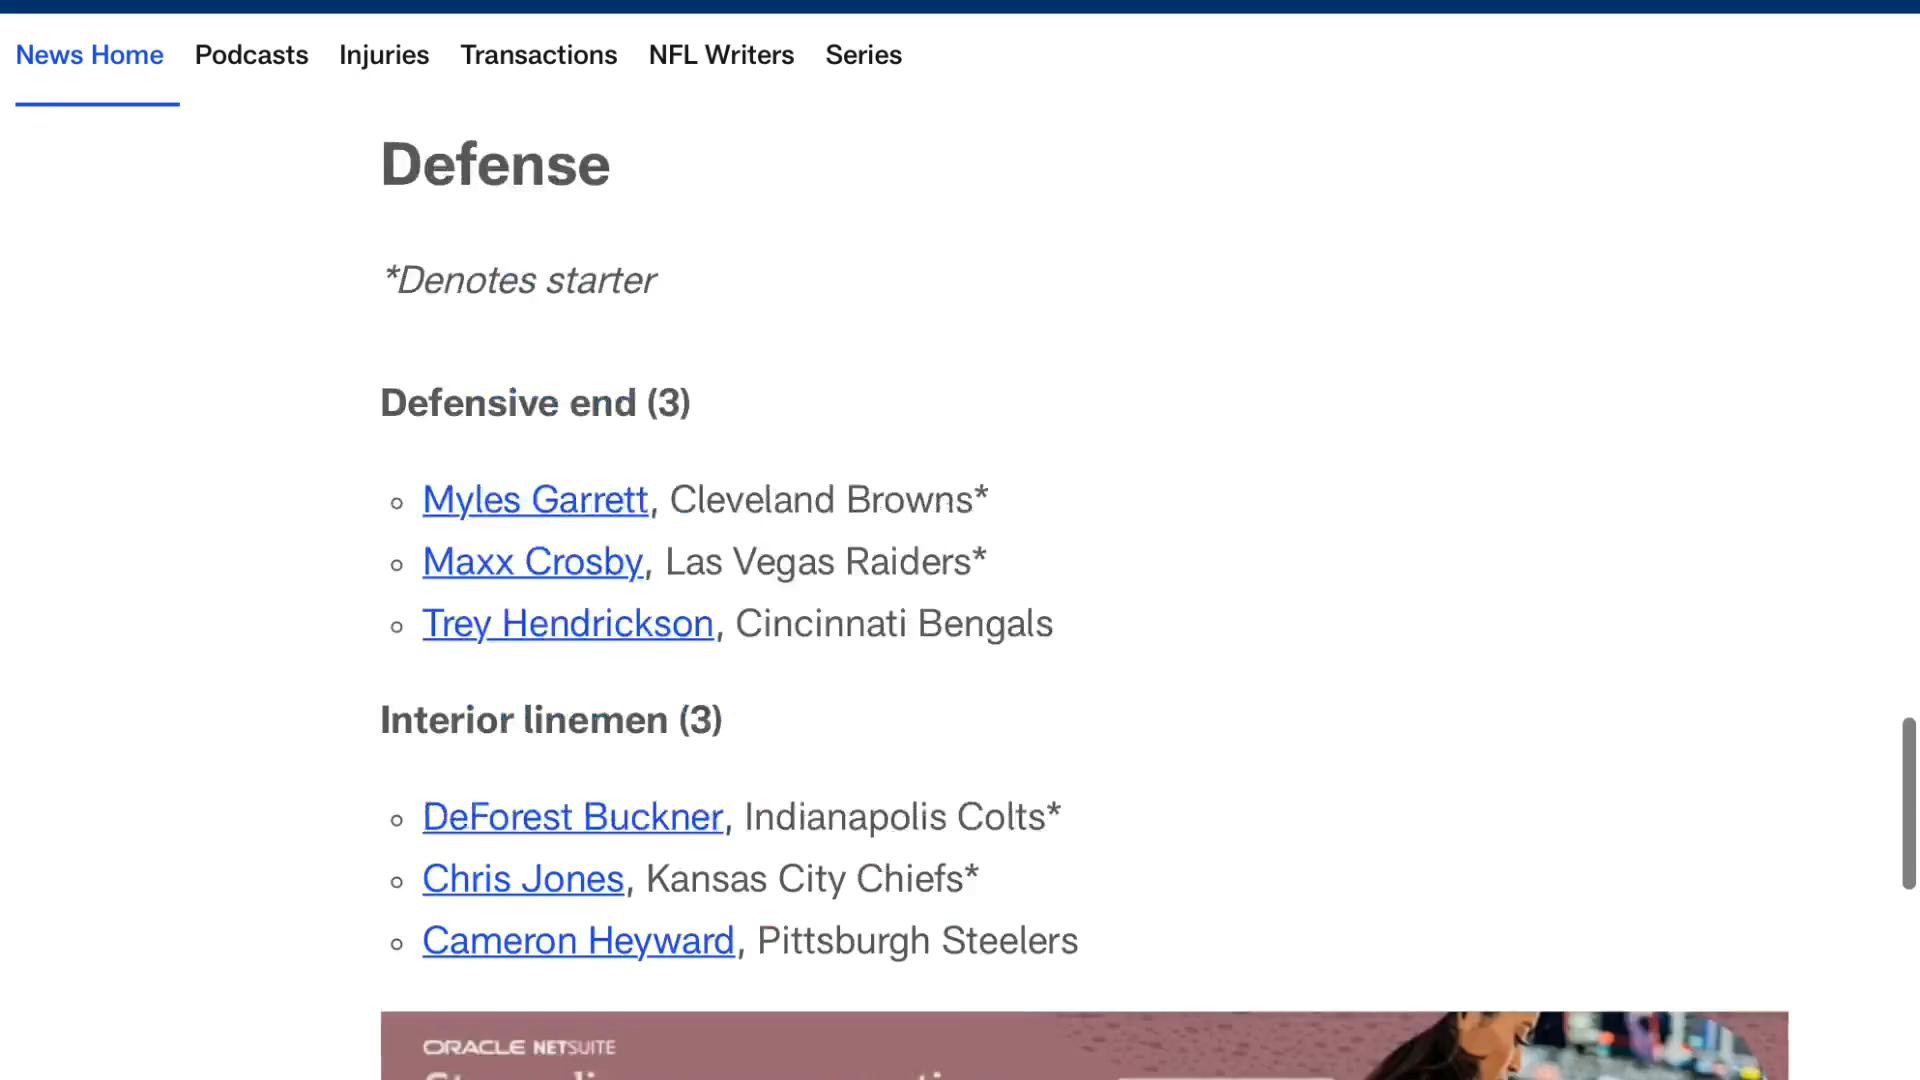 News Home Podcasts Injuries Transactions NFL Writers Series
Defense
*Denotes starter
Defensive end (3)
Myles Garrett, Cleveland Browns*
Maxx Crosby, Las Vegas Raiders*
Trey Hendrickson, Cincinnati Bengals
Interior linemen (3)
DeForest Buckner, Indianapolis Colts*
Chris Jones, Kansas City Chiefs*
Cameron Heyward, Pittsburgh Steelers
ORACLE NETSUITE